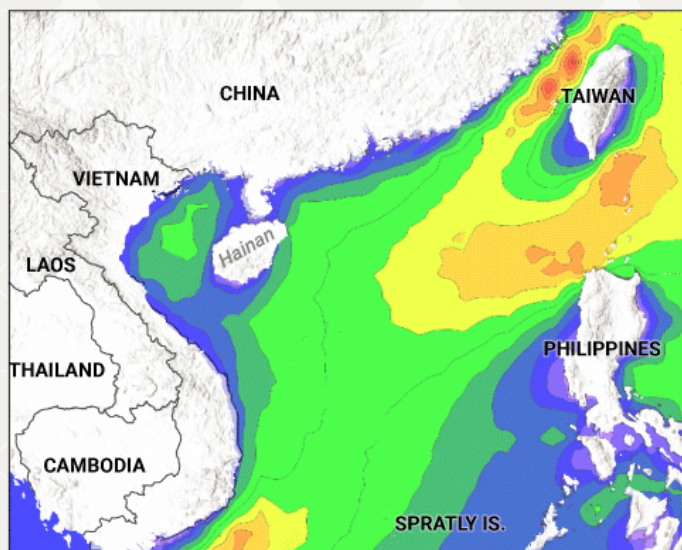 CHINA
TAIWAN
VIETNAM
Hainan
LAOS
PHILIPPINES
THAILAND
CAMBODIA
SPRATLY IS.